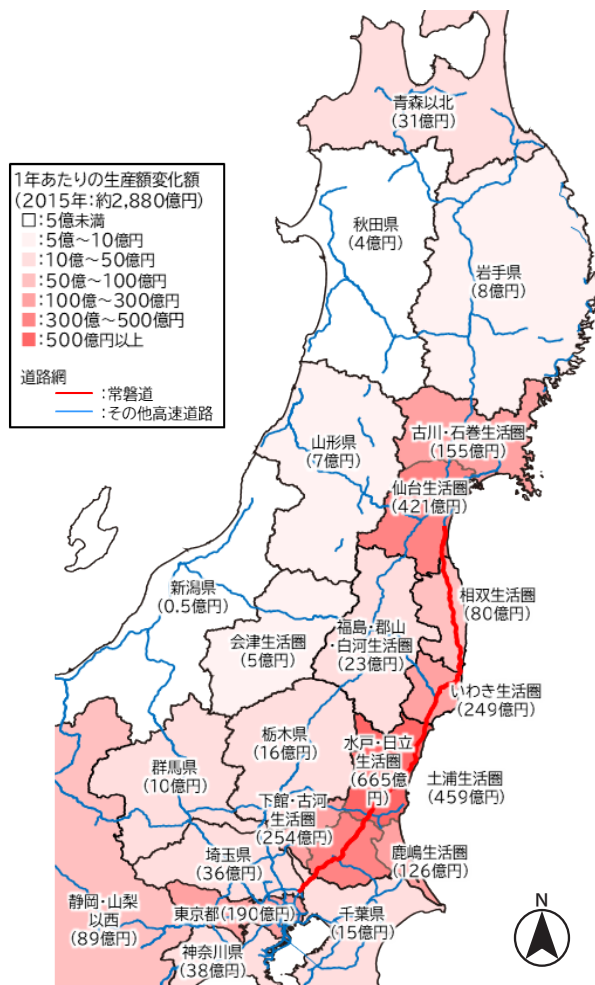 青森以北
(31億円)
1年あたりの生産額変化額
(2015年:約2,880億円)
□:5億未満
:5億～10億円
:10億～50億円
:50億～100億円
:100億～300億円
:300億～500億円
:500億円以上
道路網
:常磐道
:その他高速道路
秋田県
(4億円)
岩手県
(8億円)
山形県
(7億円)
古川・石巻生活圏
(155億円)
仙台生活圏
(421億円)
新潟県
(0.5億円)
相双生活圏
(80億円)
会津生活圏
(5億円)
福島・郡山
・白河生活圏
(23億円)
いわき生活圏
(249億円)
栃木県
(16億円)
水戸・日立
生活圏
(665億
円)
群馬県
(10億円)
土浦生活圏
(459億円)
下館・古河
生活圏
(254億円)
埼玉県
(36億円)
鹿嶋生活圏
(126億円)
静岡・山梨
以西
(89億円)
東京都(190億円)
千葉県
(15億円)
神奈川県
(38億円)
N